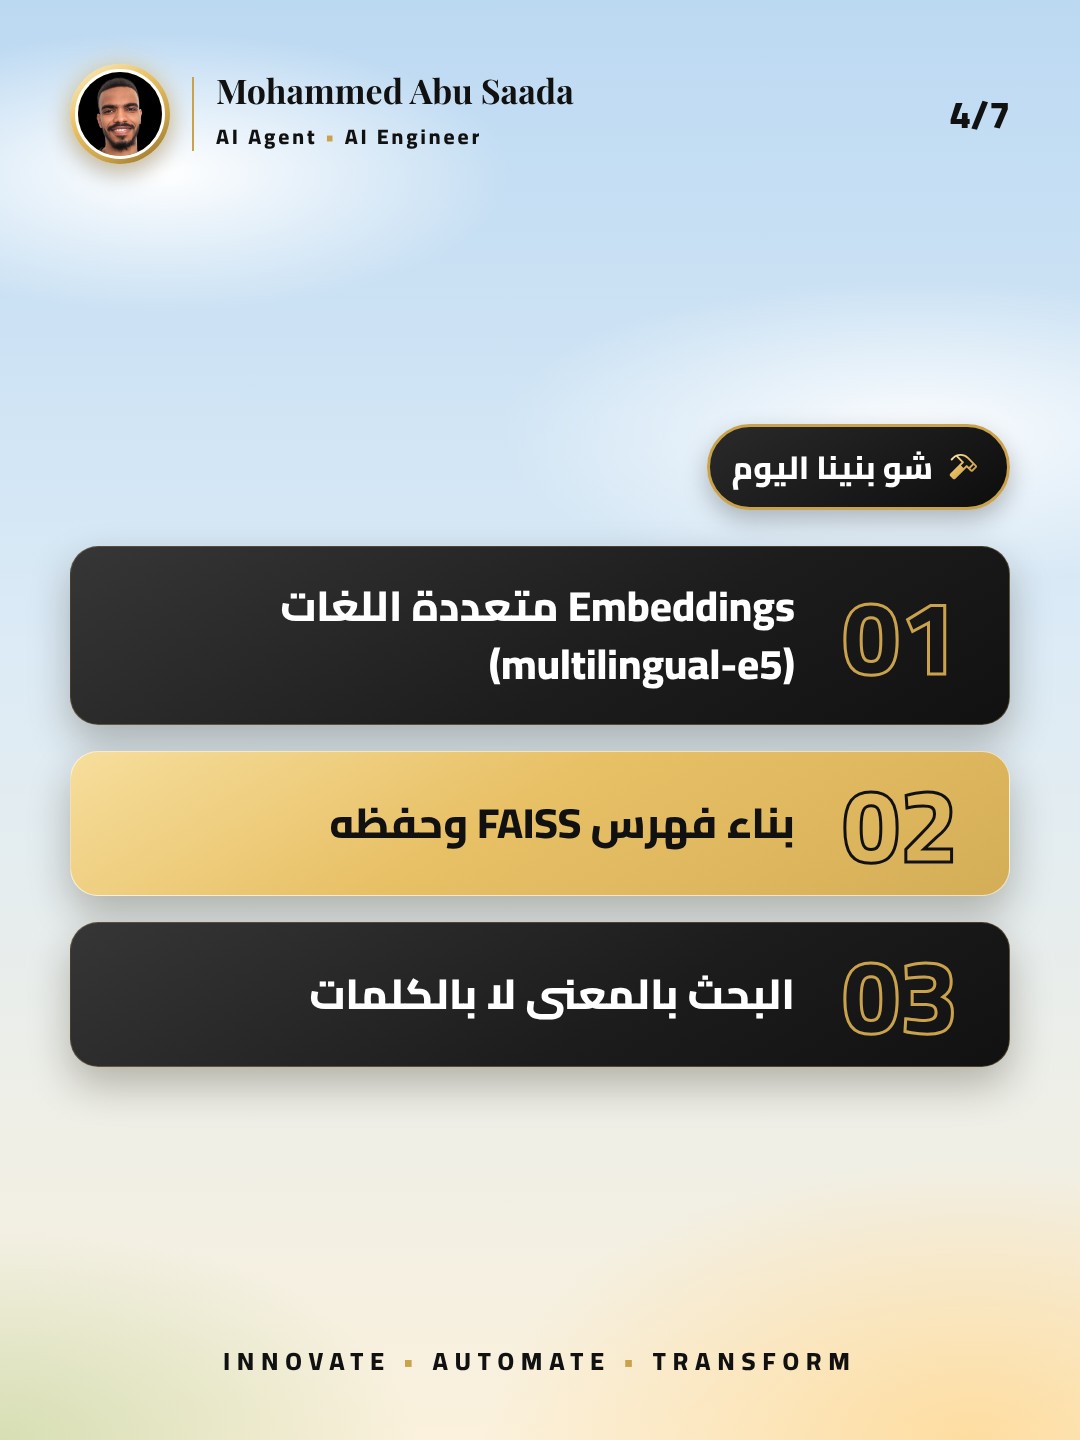 Mohammed Abu Saada
AI Agent ▪ AI Engineer
4/7
شو بنينا اليوم
01
Embeddings متعددة اللغات
(multilingual-e5)
02
بناء فهرس FAISS وحفظه
03
البحث بالمعنى لا بالكلمات
INNOVATE ▪ AUTOMATE ▪ TRANSFORM